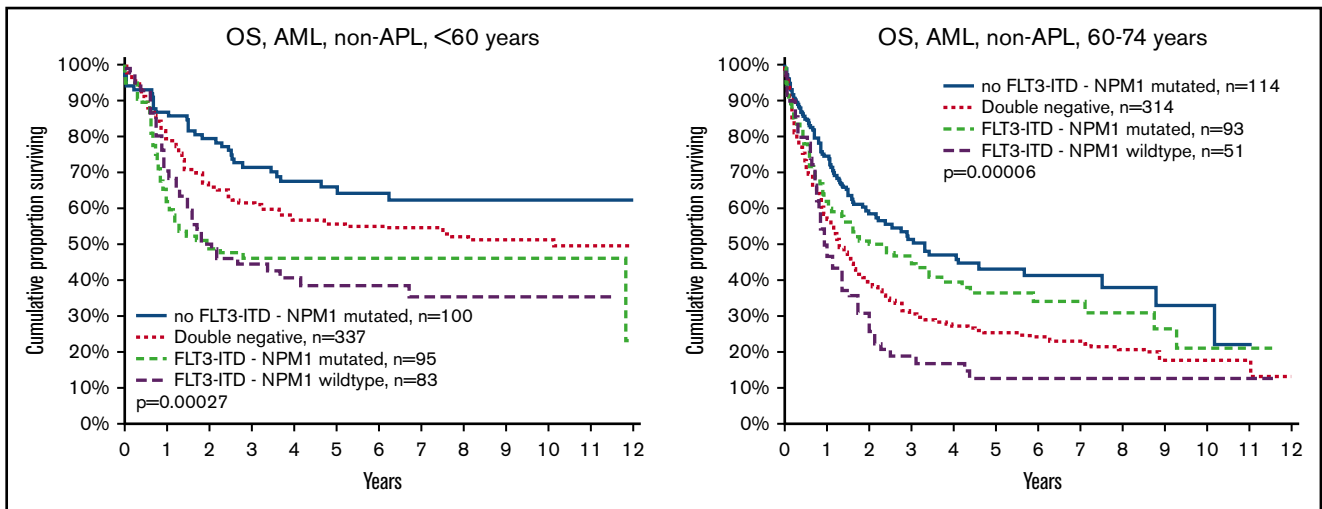 OS, AML, non-APL, <60 years
Cumulative proportion surviving
100%
90%
80%
70%
60%
50%
40%
30%
20%
10%
0%
no FLT3-ITD - NPM1 mutated, n=100
Double negative, n=337
FLT3-ITD - NPM1 mutated, n=95
FLT3-ITD - NPM1 wildtype, n=83
p=0.00027
0 1 2 3 4 5 6 7 8 9 10 11 12
Years
OS, AML, non-APL, 60-74 years
Cumulative proportion surviving
100%
90%
80%
70%
60%
50%
40%
30%
20%
10%
0%
no FLT3-ITD - NPM1 mutated, n=114
Double negative, n=314
FLT3-ITD - NPM1 mutated, n=93
FLT3-ITD - NPM1 wildtype, n=51
p=0.00006
0 1 2 3 4 5 6 7 8 9 10 11 12
Years